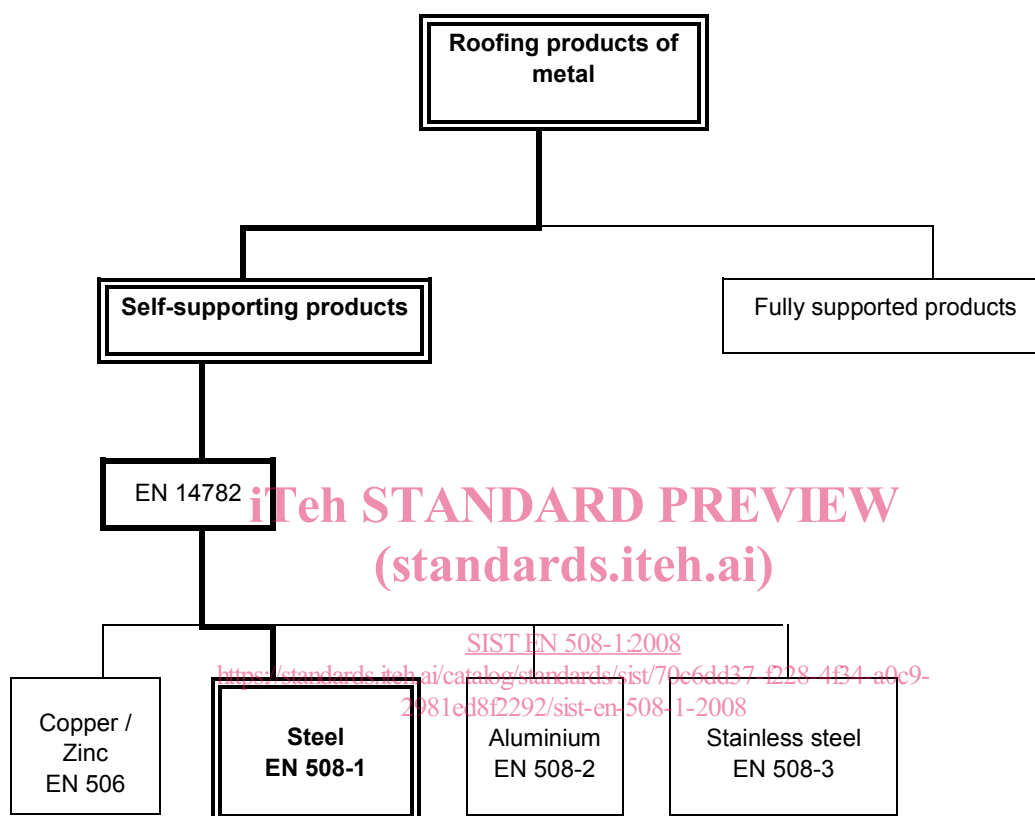 Roofing products of
metal
Self-supporting products
Fully supported products
EN 14782
iTeh STANDARD PREVIEW
(standards.iteh.ai)
SIST EN 508-1:2008
https://standards.iteh.ai/catalog/standards/sist/70c6dd37-f228-4f34-a0c9-
2981ed8f2292/sist-en-508-1-2008
Copper /
Zinc
EN 506
Steel
EN 508-1
Aluminium
EN 508-2
Stainless steel
EN 508-3